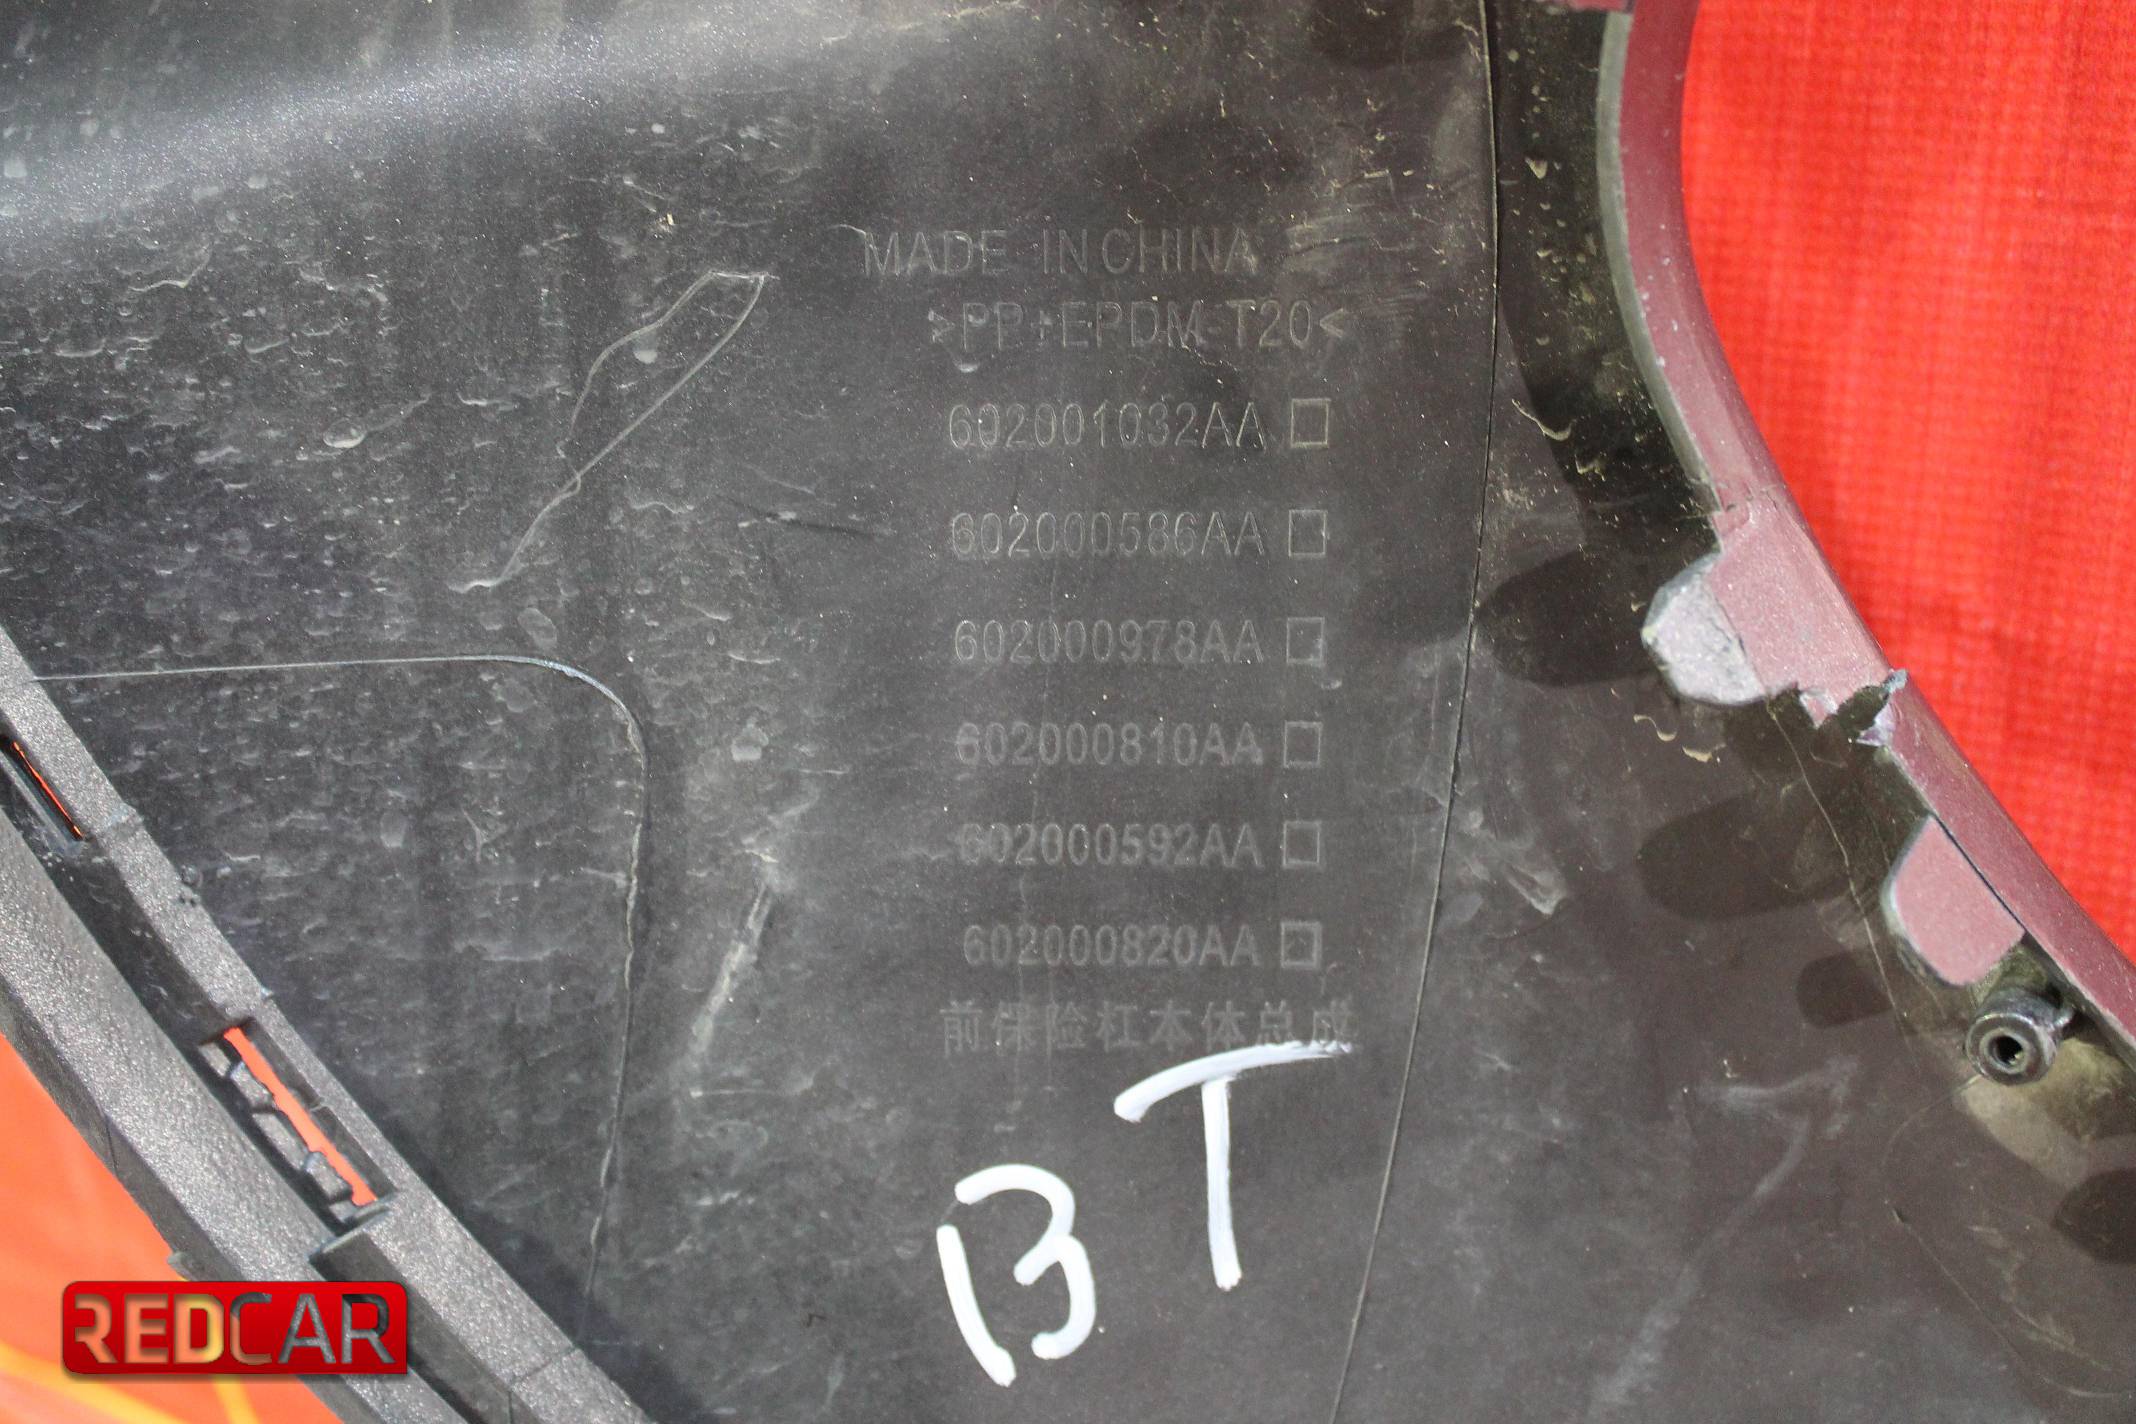 MADE IN CHINA
>PP+EPDM-T20<
602001032AA
602000586AA
602000978AA
602000810AA
602000592AA
602000820AA
前保险杠本体总成
BT
REDCAR